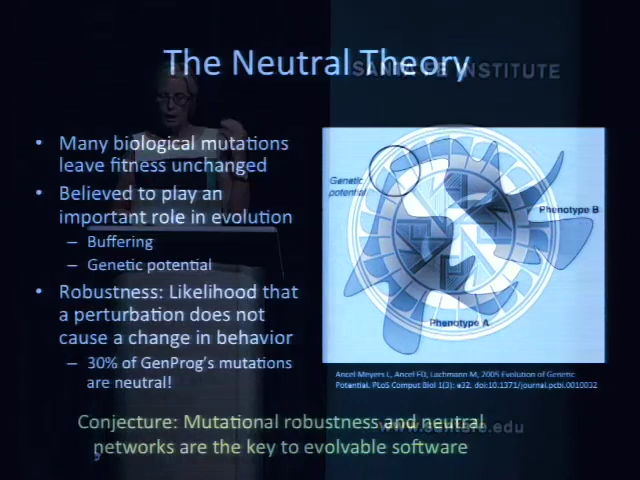 The Neutral Theory
SANTA FE INSTITUTE
• Many biological mutations
leave fitness unchanged
• Believed to play an
important role in evolution
– Buffering
– Genetic potential
• Robustness: Likelihood that
a perturbation does not
cause a change in behavior
– 30% of GenProg's mutations
are neutral!
Genetic
potential
Phenotype B
Phenotype A
Ancel Meyers L, Ancel FD, Lachmann M, 2005 Evolution of Genetic
Potential. PLoS Comput Biol 1(3): e32. doi:10.1371/journal.pcbi.0010032
Conjecture: Mutational robustness and neutral
networks are the key to evolvable software
www.santafe.edu